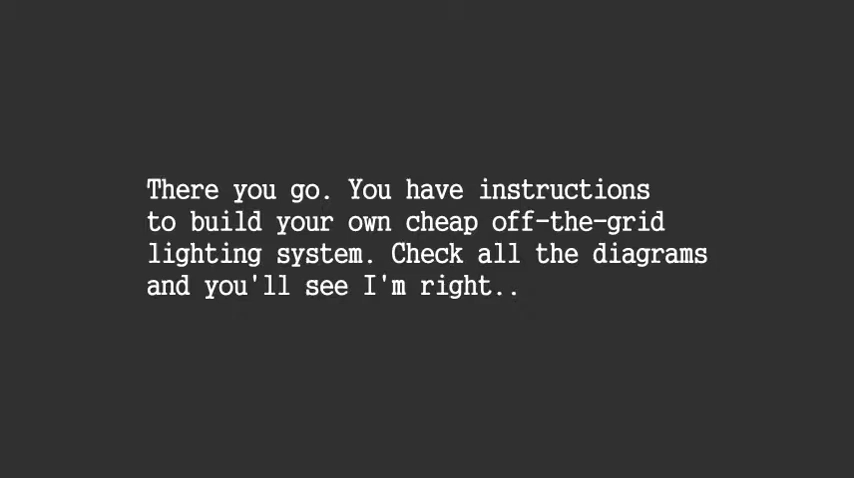 There you go. You have instructions
to build your own cheap off-the-grid
lighting system. Check all the diagrams
and you'll see I'm right..